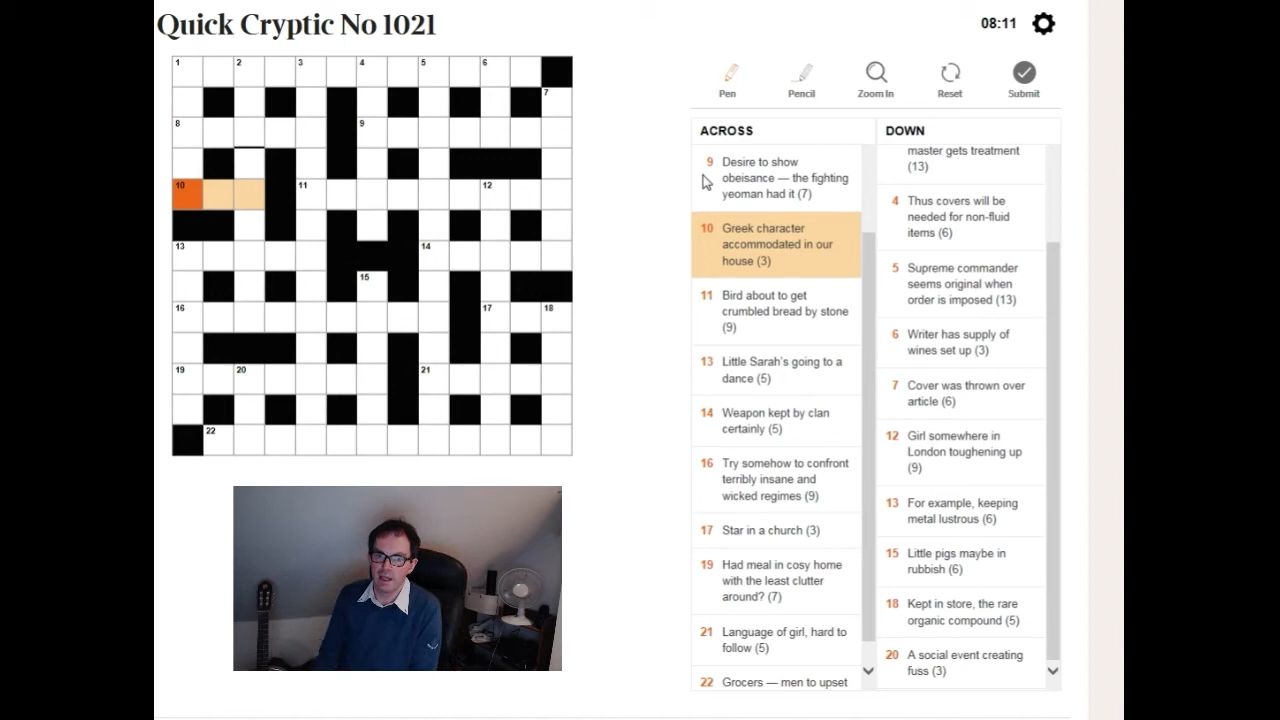 Quick Cryptic No 1021
08:11
Pen
Pencil
Zoom In
Reset
Submit
1 2 3 4 5 6
7
8 9
10 11 12
13 14
15
16 17 18
19 20 21
22
ACROSS
9 Desire to show
obeisance — the fighting
yeoman had it (7)
10 Greek character
accommodated in our
house (3)
11 Bird about to get
crumbled bread by stone
(9)
13 Little Sarah's going to a
dance (5)
14 Weapon kept by clan
certainly (5)
16 Try somehow to confront
terribly insane and
wicked regimes (9)
17 Star in a church (3)
19 Had meal in cosy home
with the least clutter
around? (7)
21 Language of girl, hard to
follow (5)
22 Grocers — men to upset
DOWN
master gets treatment
(13)
4 Thus covers will be
needed for non-fluid
items (6)
5 Supreme commander
seems original when
order is imposed (13)
6 Writer has supply of
wines set up (3)
7 Cover was thrown over
article (6)
12 Girl somewhere in
London toughening up
(9)
13 For example, keeping
metal lustrous (6)
15 Little pigs maybe in
rubbish (6)
18 Kept in store, the rare
organic compound (5)
20 A social event creating
fuss (3)